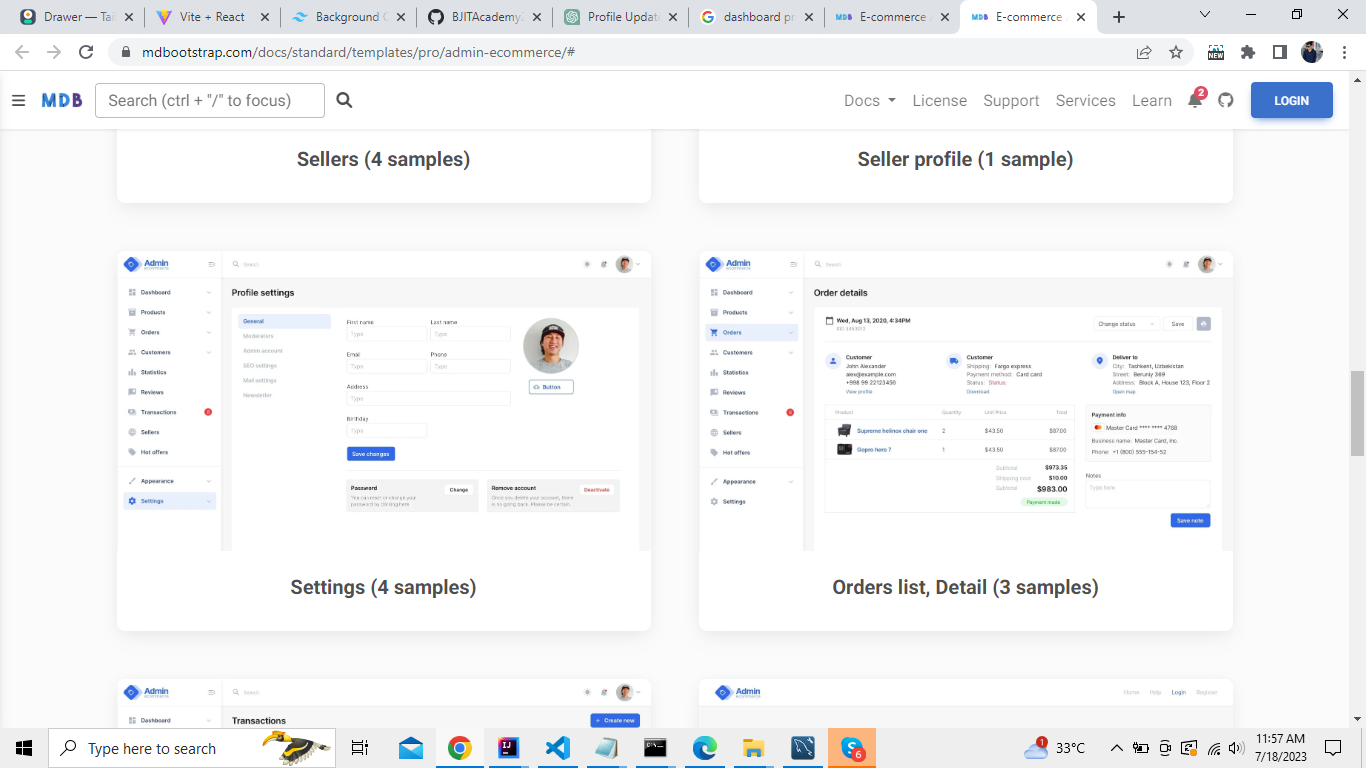 Drawer — Tai
Vite + React
Background C
BJITAcademy
Profile Updat
dashboard pr
E-commerce A
E-commerce A
mdbootstrap.com/docs/standard/templates/pro/admin-ecommerce/#
NEW
MDB
Search (ctrl + "/" to focus)
Docs
License
Support
Services
Learn
2
LOGIN
Sellers (4 samples)
Seller profile (1 sample)
Admin
Search
Dashboard
Products
Orders
Customers
Statistics
Reviews
Transactions
Sellers
Hot offers
Appearance
Settings
Profile settings
General
Moderators
Admin account
SEO settings
Mail settings
Newsletter
First name
Last name
Type
Type
Email
Phone
Type
Type
Address
Type
Birthday
Type
Save changes
Button
Password
Change
You can reset or change your
password by clicking here
Remove account
Deactivate
Once you delete your account, there
is no going back. Please be certain.
Settings (4 samples)
Admin
Search
Dashboard
Products
Orders
Customers
Statistics
Reviews
Transactions
Sellers
Hot offers
Appearance
Settings
Order details
Wed, Aug 13, 2020, 4:34PM
Change status
Save
Customer
John Alexander
alex@example.com
+998 99 22123456
View profile
Customer
Shipping: Fargo express
Payment method: Card card
Status: Status:
Download
Deliver to
City: Tashkent, Uzbekistan
Street: Beruniy 369
Address: Block A, House 123, Floor 2
Open map
Product
Quantity
Unit Price
Total
Supreme helinox chair one
2
$43.50
$87.00
Gopro hero 7
1
$43.50
$87.00
Subtotal
$973.35
Shipping cost
$10.00
Subtotal
$983.00
Payment made
Payment info
Master Card **** **** 4768
Business name: Master Card, inc.
Phone: +1 (800) 555-154-52
Notes
Type here
Save note
Orders list, Detail (3 samples)
Admin
Search
Dashboard
Transactions
+ Create new
Admin
Home
Help
Login
Register
Type here to search
6
1
33°C
11:57 AM
7/18/2023